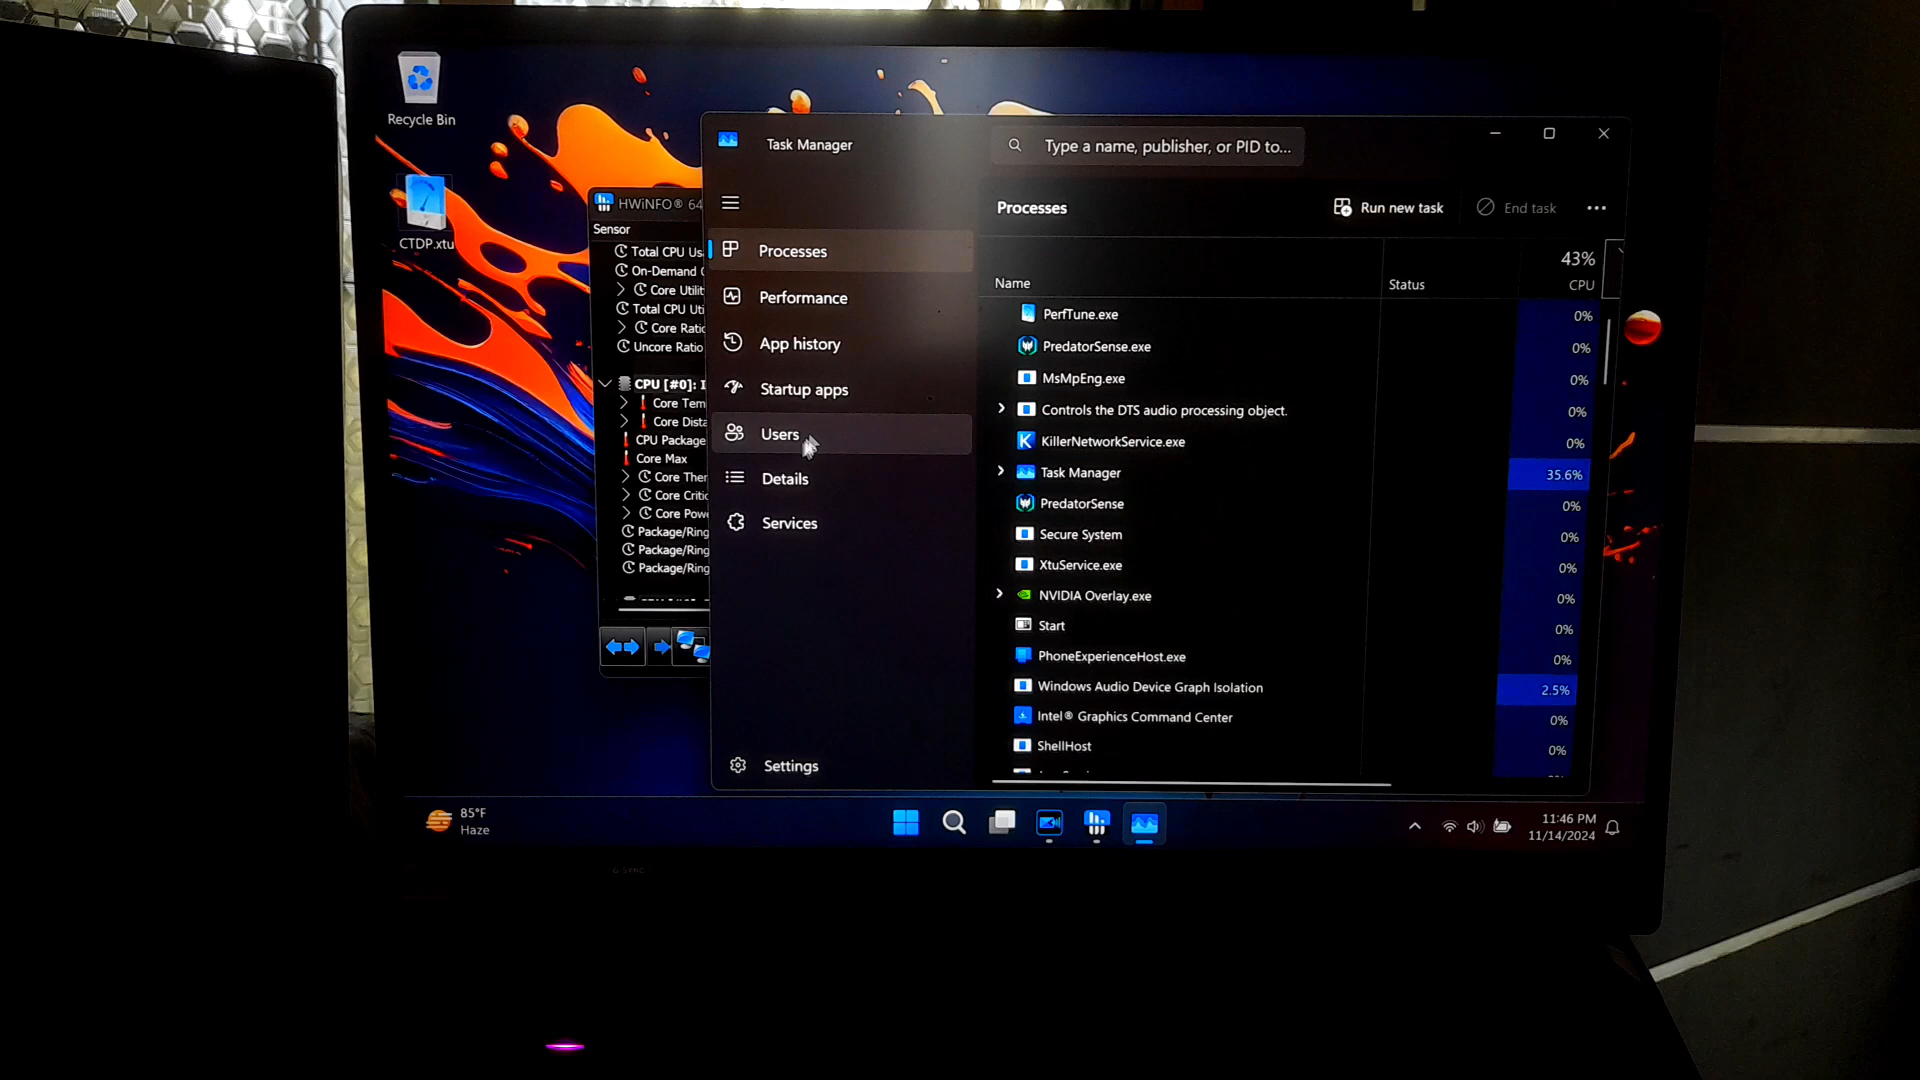 Recycle Bin
CTDP.xtu
HWiNFO® 64
Sensor
Total CPU Us
On-Demand
Core Utili
Total CPU Uti
Core Ratio
Uncore Ratio
CPU [#0]: I
Core Tem
Core Dista
CPU Package
Core Max
Core Ther
Core Critic
Core Pow
Package/Ring
Package/Ring
Package/Ring
Task Manager
Type a name, publisher, or PID to...
Processes
Performance
App history
Startup apps
Users
Details
Services
Settings
Processes
Run new task
End task
Name
Status
43%
CPU
PerfTune.exe 0%
PredatorSense.exe 0%
MsMpEng.exe 0%
Controls the DTS audio processing object. 0%
KillerNetworkService.exe 0%
Task Manager 35.6%
PredatorSense 0%
Secure System 0%
XtuService.exe 0%
NVIDIA Overlay.exe 0%
Start 0%
PhoneExperienceHost.exe 0%
Windows Audio Device Graph Isolation 2.5%
Intel® Graphics Command Center 0%
ShellHost 0%
85°F
Haze
11:46 PM
11/14/2024
G-SYNC